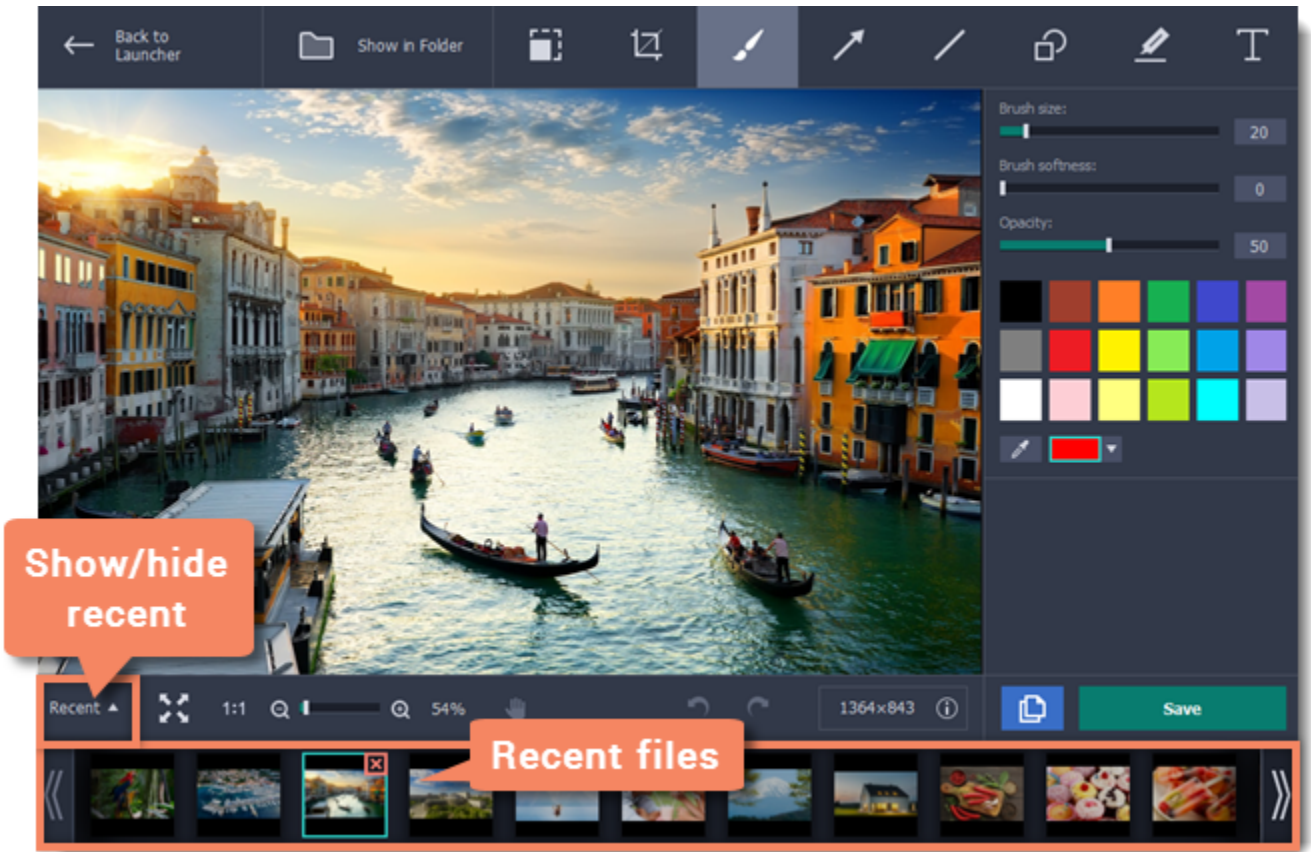 Back to
Launcher
Show in Folder
T
Brush size:
20
Brush softness:
0
Opacity:
50
Show/hide
recent
Recent
1:1
54%
1364×843
Save
Recent files